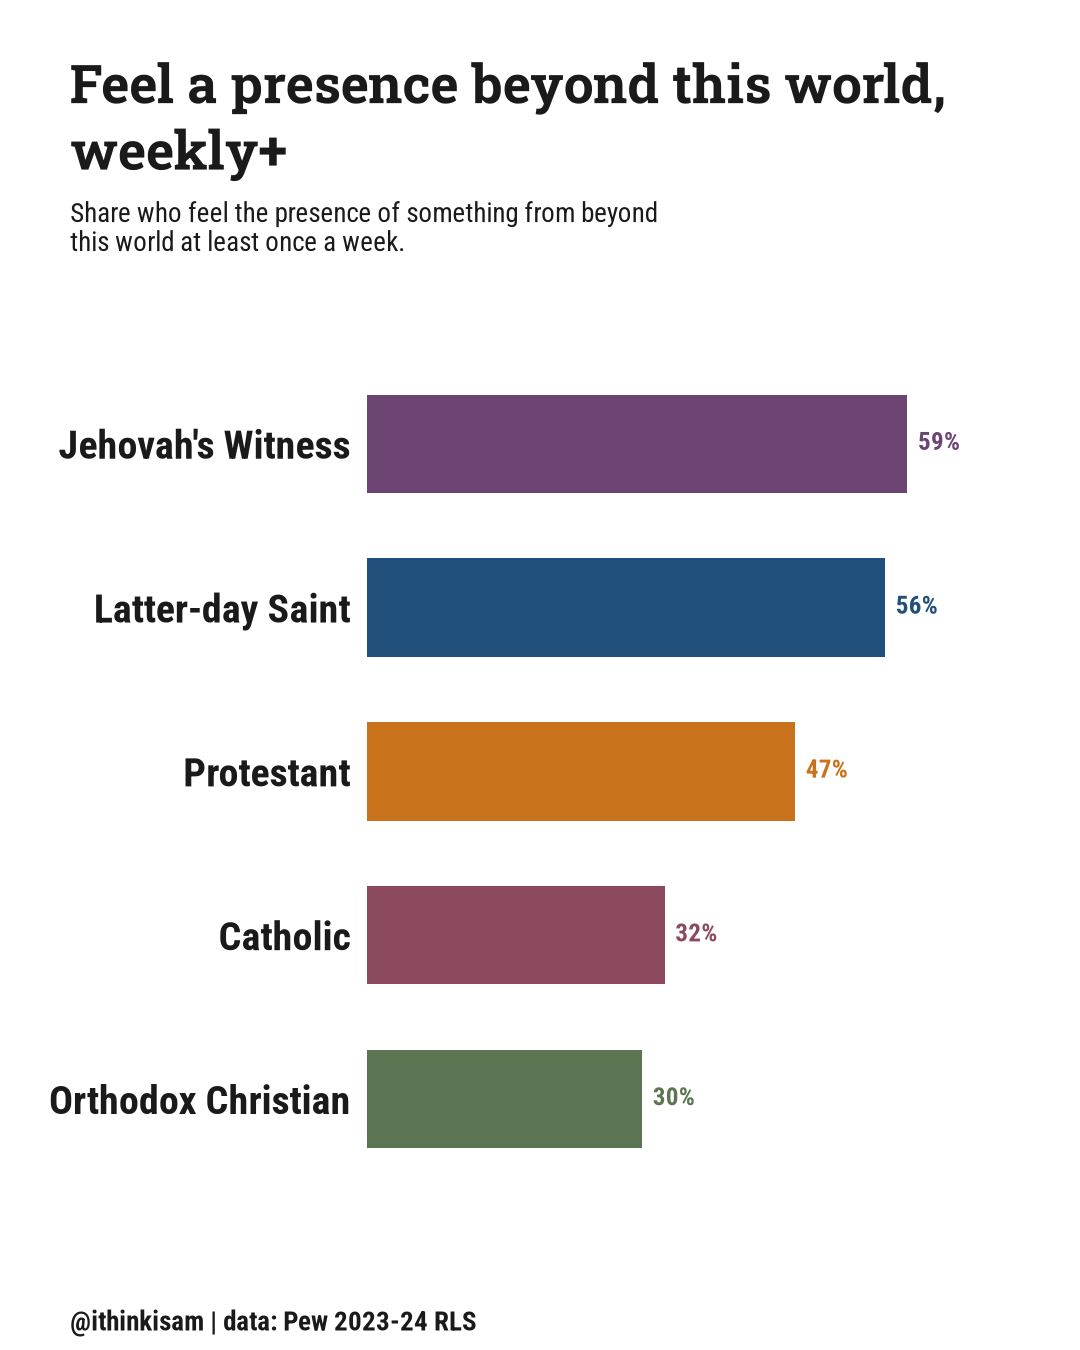 Feel a presence beyond this world,
weekly+
Share who feel the presence of something from beyond
this world at least once a week.
Jehovah's Witness
59%
Latter-day Saint
56%
Protestant
47%
Catholic
32%
Orthodox Christian
30%
@ithinkisam | data: Pew 2023-24 RLS